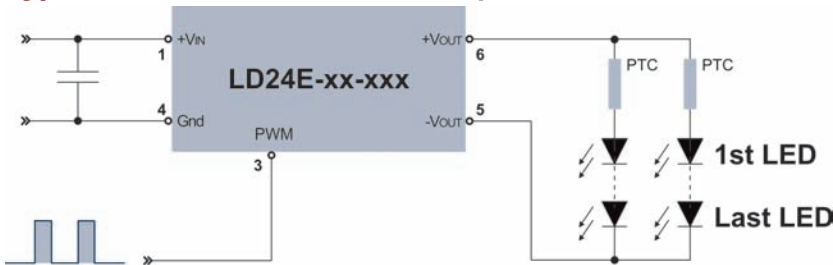 +VIN
1
LD24E-xx-xxx
4
Gnd
PWM
3
+VOUT
6
-VOUT
5
PTC
PTC
1st LED
Last LED